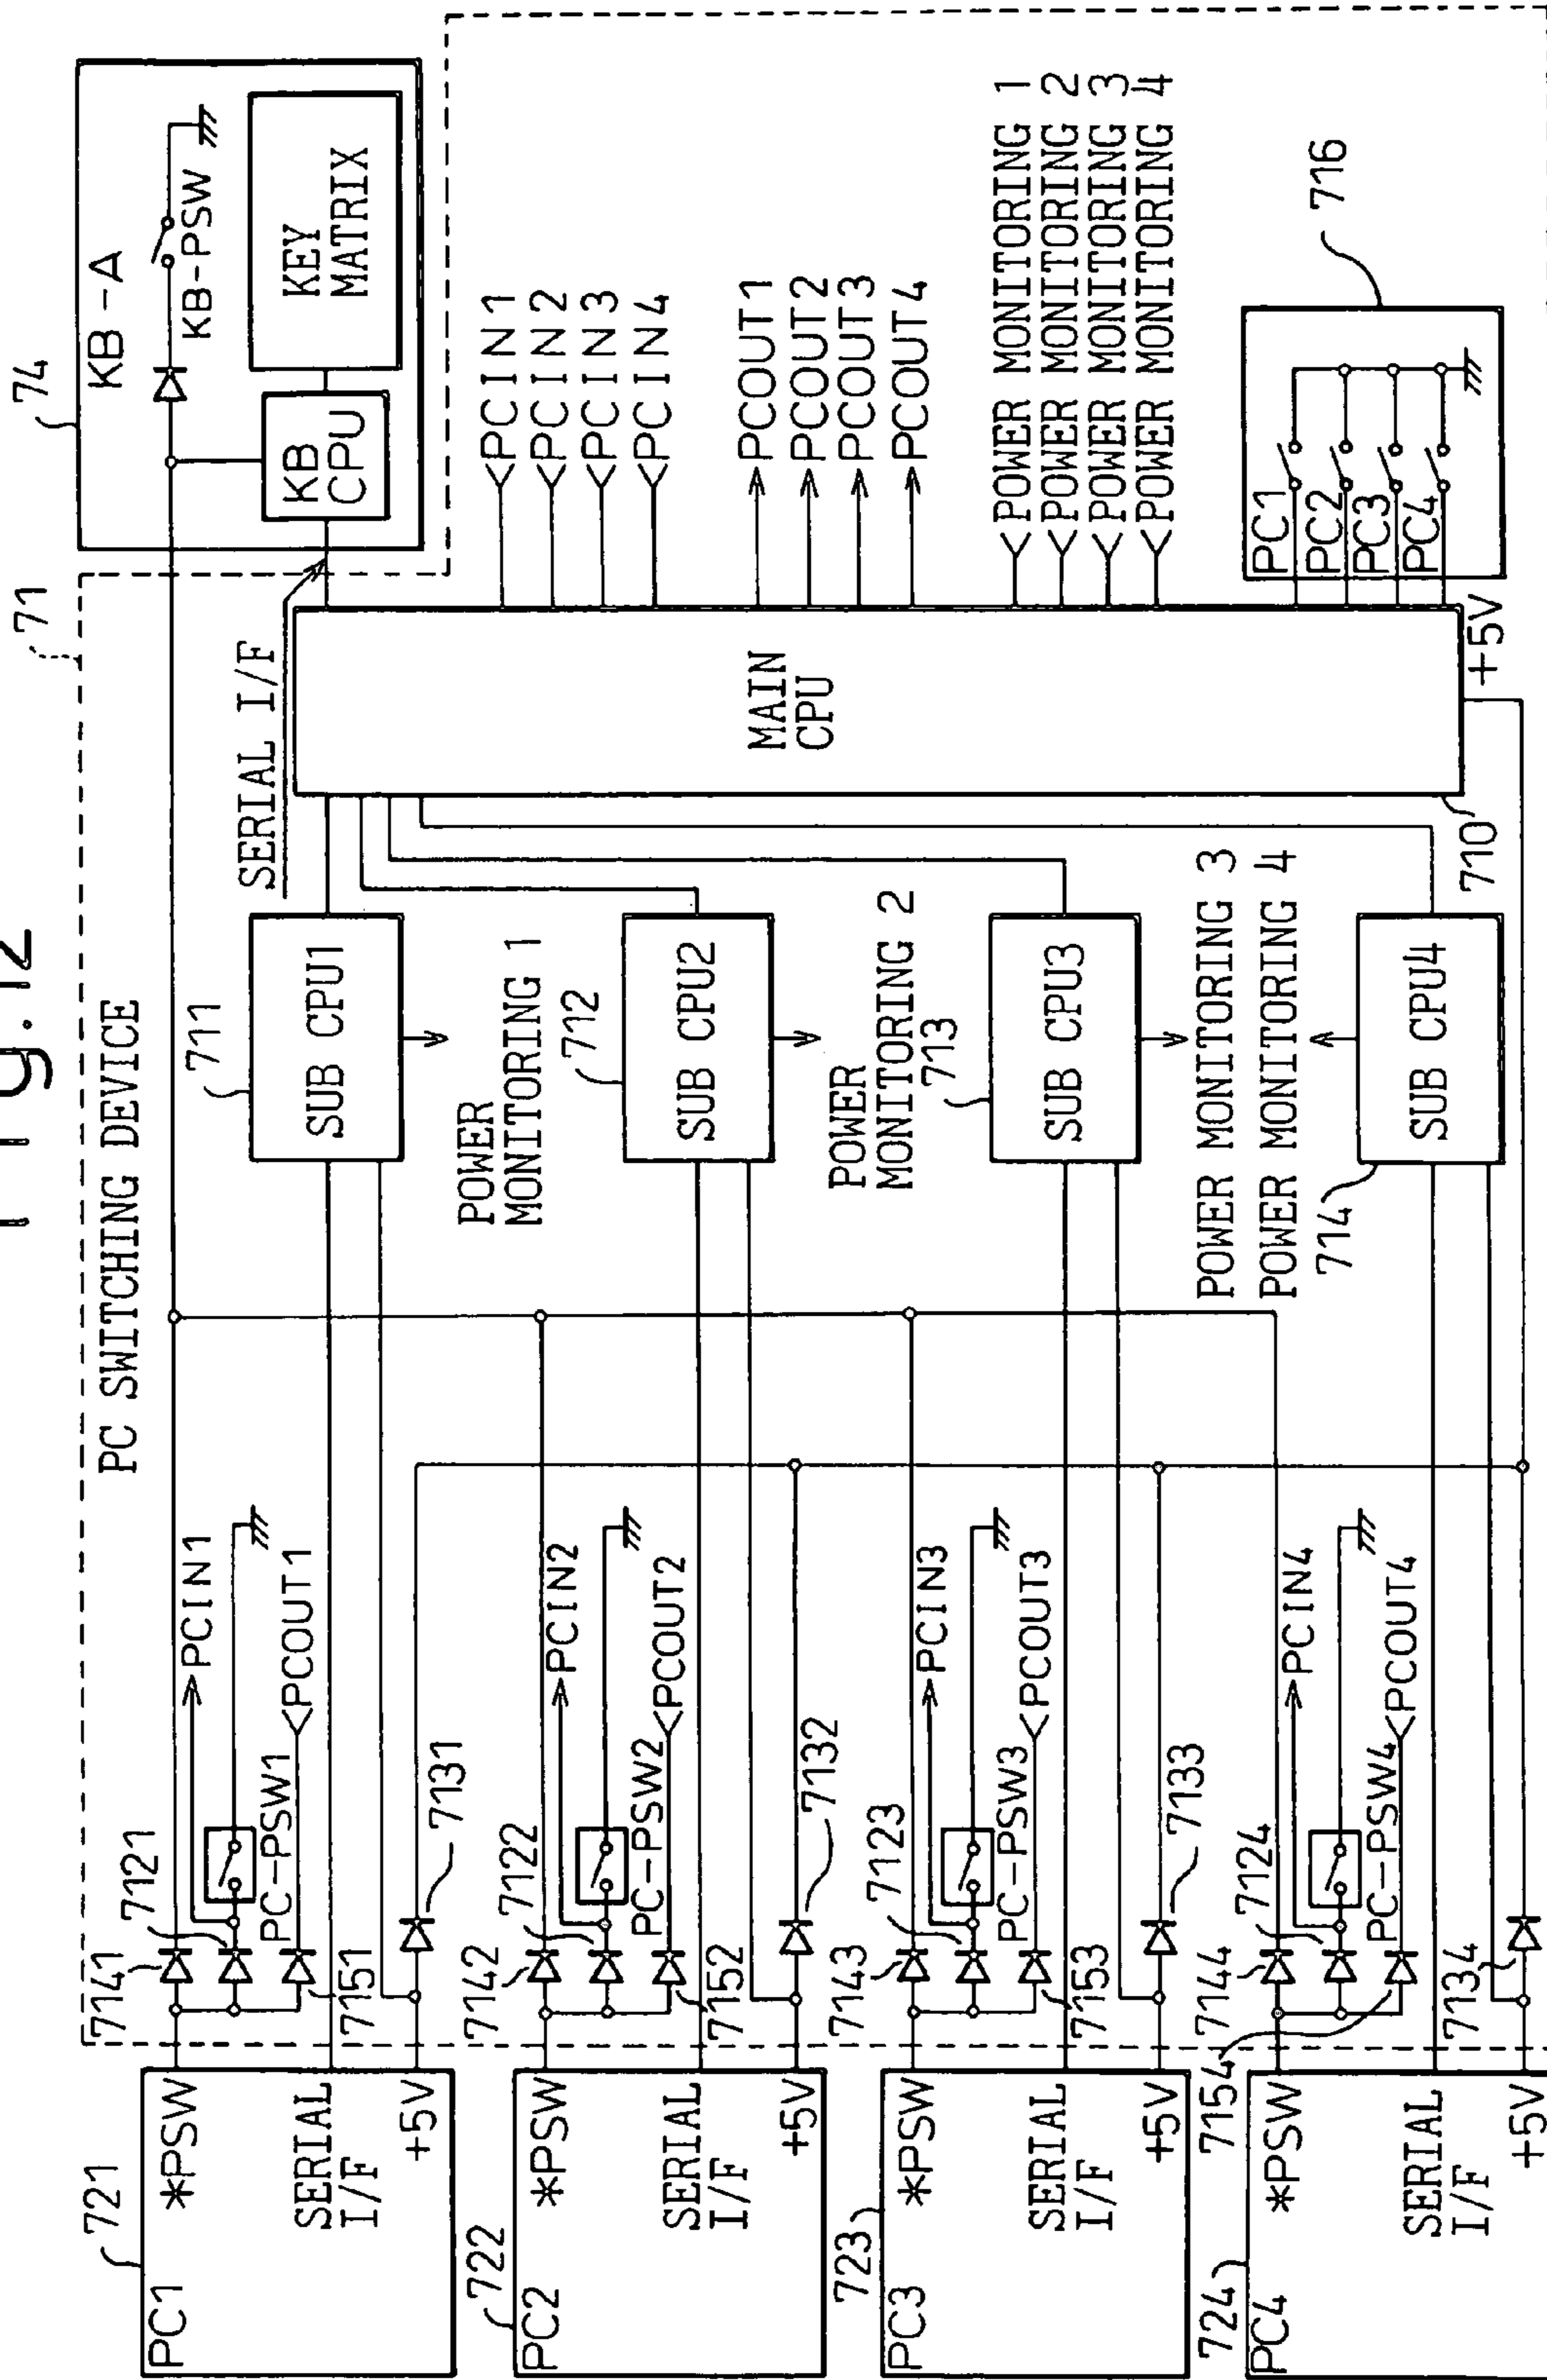 Fig.12
71
74
PC SWITCHING DEVICE
KB-A
KB-PSW
KB
CPU
KEY
MATRIX
SERIAL I/F
721
PC1
*PSW
SERIAL
I/F
+5V
7141
7121
PCIN1
PC-PSW1
PCOUT1
7151
7131
711
SUB CPU1
POWER
MONITORING 1
722
PC2
*PSW
SERIAL
I/F
+5V
7142
7122
PCIN2
PC-PSW2
PCOUT2
7152
7132
712
SUB CPU2
POWER
MONITORING 2
723
PC3
*PSW
SERIAL
I/F
+5V
7143
7123
PCIN3
PC-PSW3
PCOUT3
7153
7133
713
SUB CPU3
POWER MONITORING 3
POWER MONITORING 4
724
PC4
*PSW
SERIAL
I/F
+5V
7154
7144
7124
PCIN4
PC-PSW4
PCOUT4
7134
714
SUB CPU4
MAIN
CPU
710
+5V
PCIN1
PCIN2
PCIN3
PCIN4
PCOUT1
PCOUT2
PCOUT3
PCOUT4
POWER MONITORING 1
POWER MONITORING 2
POWER MONITORING 3
POWER MONITORING 4
PC1
PC2
PC3
PC4
716